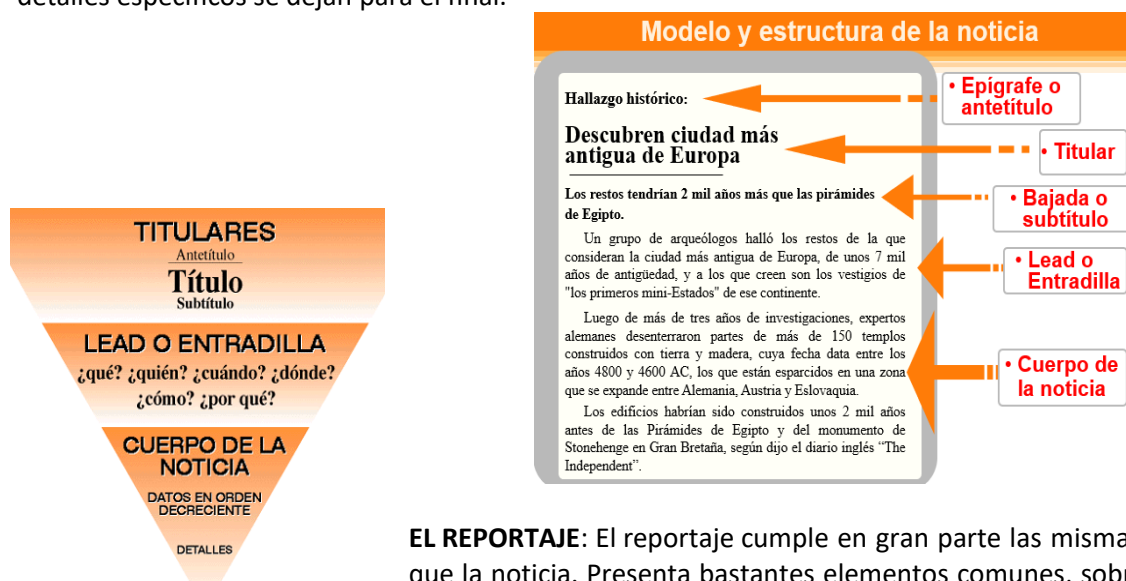 detalles específicos se dejan para el final.
Modelo y estructura de la noticia
Hallazgo histórico:
Descubren ciudad más
antigua de Europa
Los restos tendrían 2 mil años más que las pirámides
de Egipto.
Un grupo de arqueólogos halló los restos de la que
consideran la ciudad más antigua de Europa, de unos 7 mil
años de antigüedad, y a los que creen son los vestigios de
"los primeros mini-Estados" de ese continente.
Luego de más de tres años de investigaciones, expertos
alemanes desenterraron partes de más de 150 templos
construidos con tierra y madera, cuya fecha data entre los
años 4800 y 4600 AC, los que están esparcidos en una zona
que se expande entre Alemania, Austria y Eslovaquia.
Los edificios habrían sido construidos unos 2 mil años
antes de las Pirámides de Egipto y del monumento de
Stonehenge en Gran Bretaña, según dijo el diario inglés “The
Independent”.
• Epígrafe o
antetítulo
• Titular
• Bajada o
subtítulo
• Lead o
Entradilla
• Cuerpo de
la noticia
TITULARES
Antetítulo
Título
Subtítulo
LEAD O ENTRADILLA
¿qué? ¿quién? ¿cuándo? ¿dónde?
¿cómo? ¿por qué?
CUERPO DE LA
NOTICIA
DATOS EN ORDEN
DECRECIENTE
DETALLES
EL REPORTAJE: El reportaje cumple en gran parte las misma
que la noticia. Presenta bastantes elementos comunes, sobr